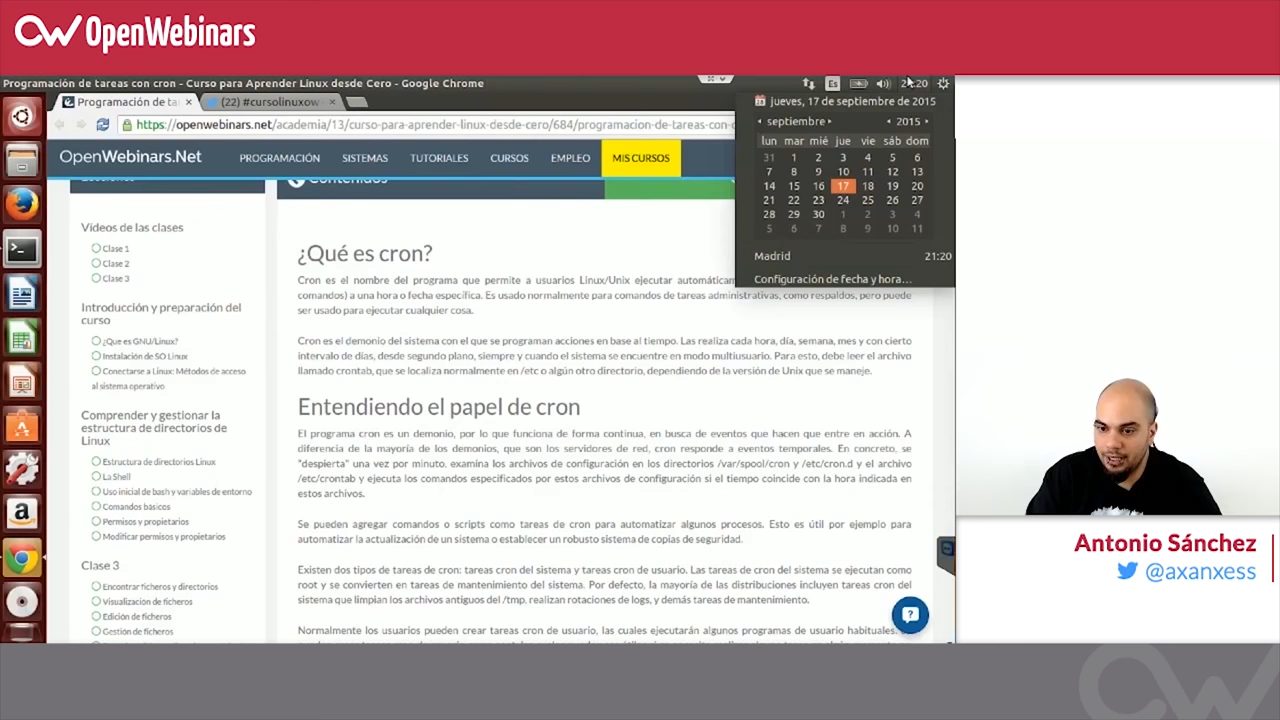 OpenWebinars
Programación de tareas con cron - Curso para Aprender Linux desde Cero - Google Chrome
Es
Programación de ta
(22) #cursolinuxow
https://openwebinars.net/academia/13/curso-para-aprender-linux-desde-cero/684/programacion-de-tareas-con-c
jueves, 17 de septiembre de 2015
septiembre 2015
lun mar mié jue vie sáb dom
31 1 2 3 4 5 6
7 8 9 10 11 12 13
14 15 16 17 18 19 20
21 22 23 24 25 26 27
28 29 30 1 2 3 4
5 6 7 8 9 10 11
Madrid 21:20
Configuración de fecha y hora...
OpenWebinars.Net
PROGRAMACIÓN SISTEMAS TUTORIALES CURSOS EMPLEO MIS CURSOS
Contenidos
Vídeos de las clases
Clase 1
Clase 2
Clase 3
Introducción y preparación del
curso
¿Que es GNU/Linux?
Instalación de SO Linux
Conectarse a Linux: Métodos de acceso
al sistema operativo
Comprender y gestionar la
estructura de directorios de
Linux
Estructura de directorios Linux
La Shell
Uso inicial de bash y variables de entorno
Comandos básicos
Permisos y propietarios
Modificar permisos y propietarios
Clase 3
Encontrar ficheros y directorios
Visualización de ficheros
Edición de ficheros
Gestión de ficheros
¿Qué es cron?
Cron es el nombre del programa que permite a usuarios Linux/Unix ejecutar automátican
comandos) a una hora o fecha específica. Es usado normalmente para comandos de tareas administrativas, como respaldos, pero puede
ser usado para ejecutar cualquier cosa.
Cron es el demonio del sistema con el que se programan acciones en base al tiempo. Las realiza cada hora, día, semana, mes y con cierto
intervalo de días, desde segundo plano, siempre y cuando el sistema se encuentre en modo multiusuario. Para esto, debe leer el archivo
llamado crontab, que se localiza normalmente en /etc o algún otro directorio, dependiendo de la versión de Unix que se maneje.
Entendiendo el papel de cron
El programa cron es un demonio, por lo que funciona de forma continua, en busca de eventos que hacen que entre en acción. A
diferencia de la mayoría de los demonios, que son los servidores de red, cron responde a eventos temporales. En concreto, se
"despierta" una vez por minuto, examina los archivos de configuración en los directorios /var/spool/cron y /etc/cron.d y el archivo
/etc/crontab y ejecuta los comandos especificados por estos archivos de configuración si el tiempo coincide con la hora indicada en
estos archivos.
Se pueden agregar comandos o scripts como tareas de cron para automatizar algunos procesos. Esto es útil por ejemplo para
automatizar la actualización de un sistema o establecer un robusto sistema de copias de seguridad.
Existen dos tipos de tareas de cron: tareas cron del sistema y tareas cron de usuario. Las tareas de cron del sistema se ejecutan como
root y se convierten en tareas de mantenimiento del sistema. Por defecto, la mayoría de las distribuciones incluyen tareas cron del
sistema que limpian los archivos antiguos del /tmp, realizan rotaciones de logs, y demás tareas de mantenimiento.
Normalmente los usuarios pueden crear tareas cron de usuario, las cuales ejecutarán algunos programas de usuario habituales.
Antonio Sánchez
@axanxess